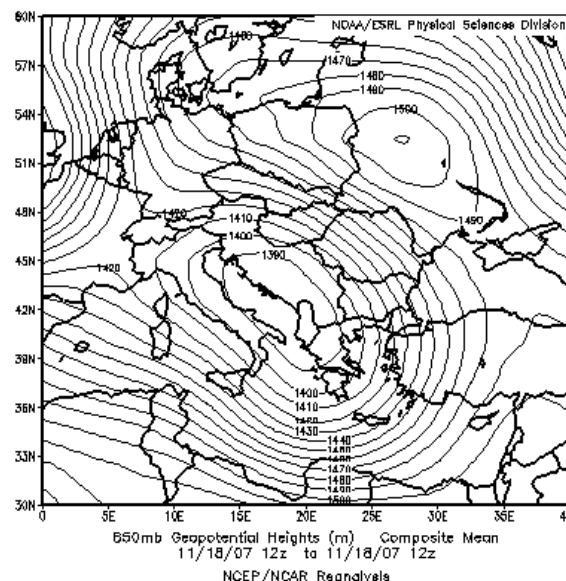 NOAA/ESRL Physical Sciences Division
60N
57N
54N
51N
48N
45N
42N
39N
36N
33N
30N
1470
1480
1490
1500
1490
1410
1400
1390
1420
1400
1410
1430
1440
1470
1480
1490
1500
0
5E
10E
15E
20E
25E
30E
35E
850mb Geopotential Heights (m) Composite Mean
11/18/07 12z to 11/18/07 12z
NCEP/NCAR Reanalysis